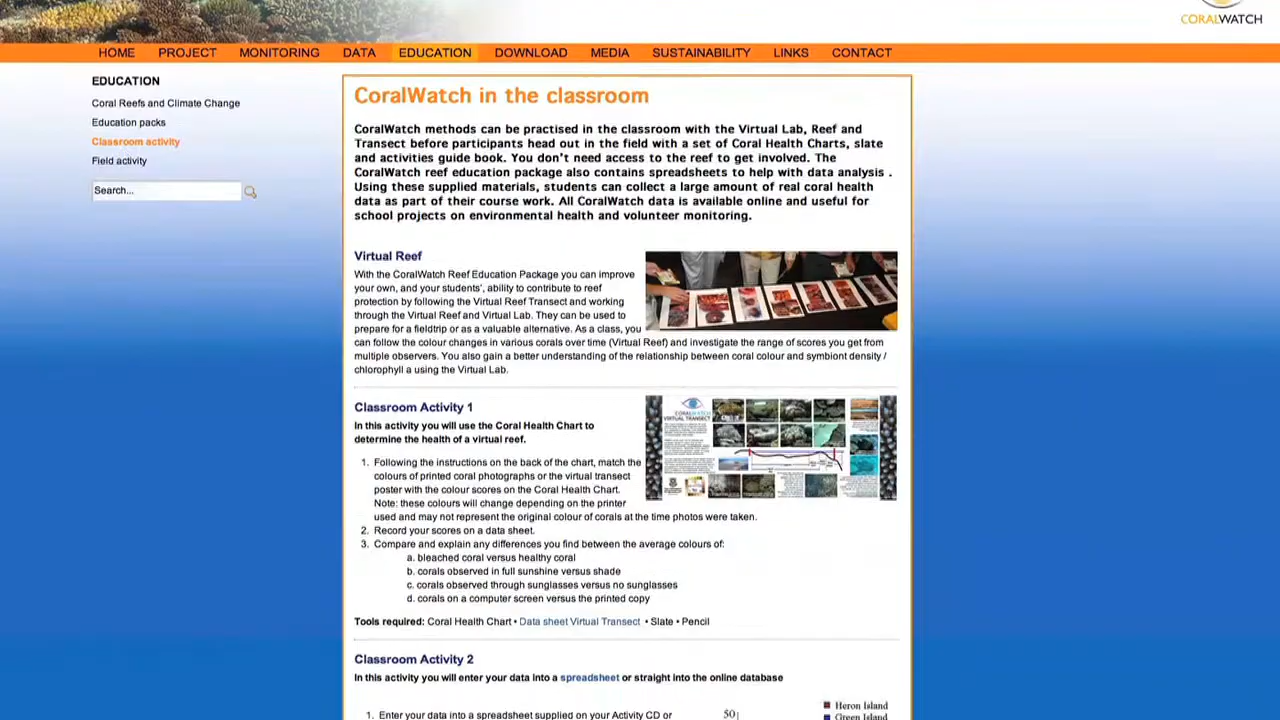 CORALWATCH
HOME PROJECT MONITORING DATA EDUCATION DOWNLOAD MEDIA SUSTAINABILITY LINKS CONTACT
EDUCATION
Coral Reefs and Climate Change
Education packs
Classroom activity
Field activity
Search...
CoralWatch in the classroom
CoralWatch methods can be practised in the classroom with the Virtual Lab, Reef and
Transect before participants head out in the field with a set of Coral Health Charts, slate
and activities guide book. You don't need access to the reef to get involved. The
CoralWatch reef education package also contains spreadsheets to help with data analysis .
Using these supplied materials, students can collect a large amount of real coral health
data as part of their course work. All CoralWatch data is available online and useful for
school projects on environmental health and volunteer monitoring.
Virtual Reef
With the CoralWatch Reef Education Package you can improve
your own, and your students', ability to contribute to reef
protection by following the Virtual Reef Transect and working
through the Virtual Reef and Virtual Lab. They can be used to
prepare for a fieldtrip or as a valuable alternative. As a class, you
can follow the colour changes in various corals over time (Virtual Reef) and investigate the range of scores you get from
multiple observers. You also gain a better understanding of the relationship between coral colour and symbiont density /
chlorophyll a using the Virtual Lab.
Classroom Activity 1
In this activity you will use the Coral Health Chart to
determine the health of a virtual reef.
1. Following the instructions on the back of the chart, match the
colours of printed coral photographs or the virtual transect
poster with the colour scores on the Coral Health Chart.
Note: these colours will change depending on the printer
used and may not represent the original colour of corals at the time photos were taken.
2. Record your scores on a data sheet.
3. Compare and explain any differences you find between the average colours of:
a. bleached coral versus healthy coral
b. corals observed in full sunshine versus shade
c. corals observed through sunglasses versus no sunglasses
d. corals on a computer screen versus the printed copy
Tools required: Coral Health Chart • Data sheet Virtual Transect • Slate • Pencil
CORALWATCH
VIRTUAL TRANSECT
Classroom Activity 2
In this activity you will enter your data into a spreadsheet or straight into the online database
1. Enter your data into a spreadsheet supplied on your Activity CD or
50
Heron Island
Green Island